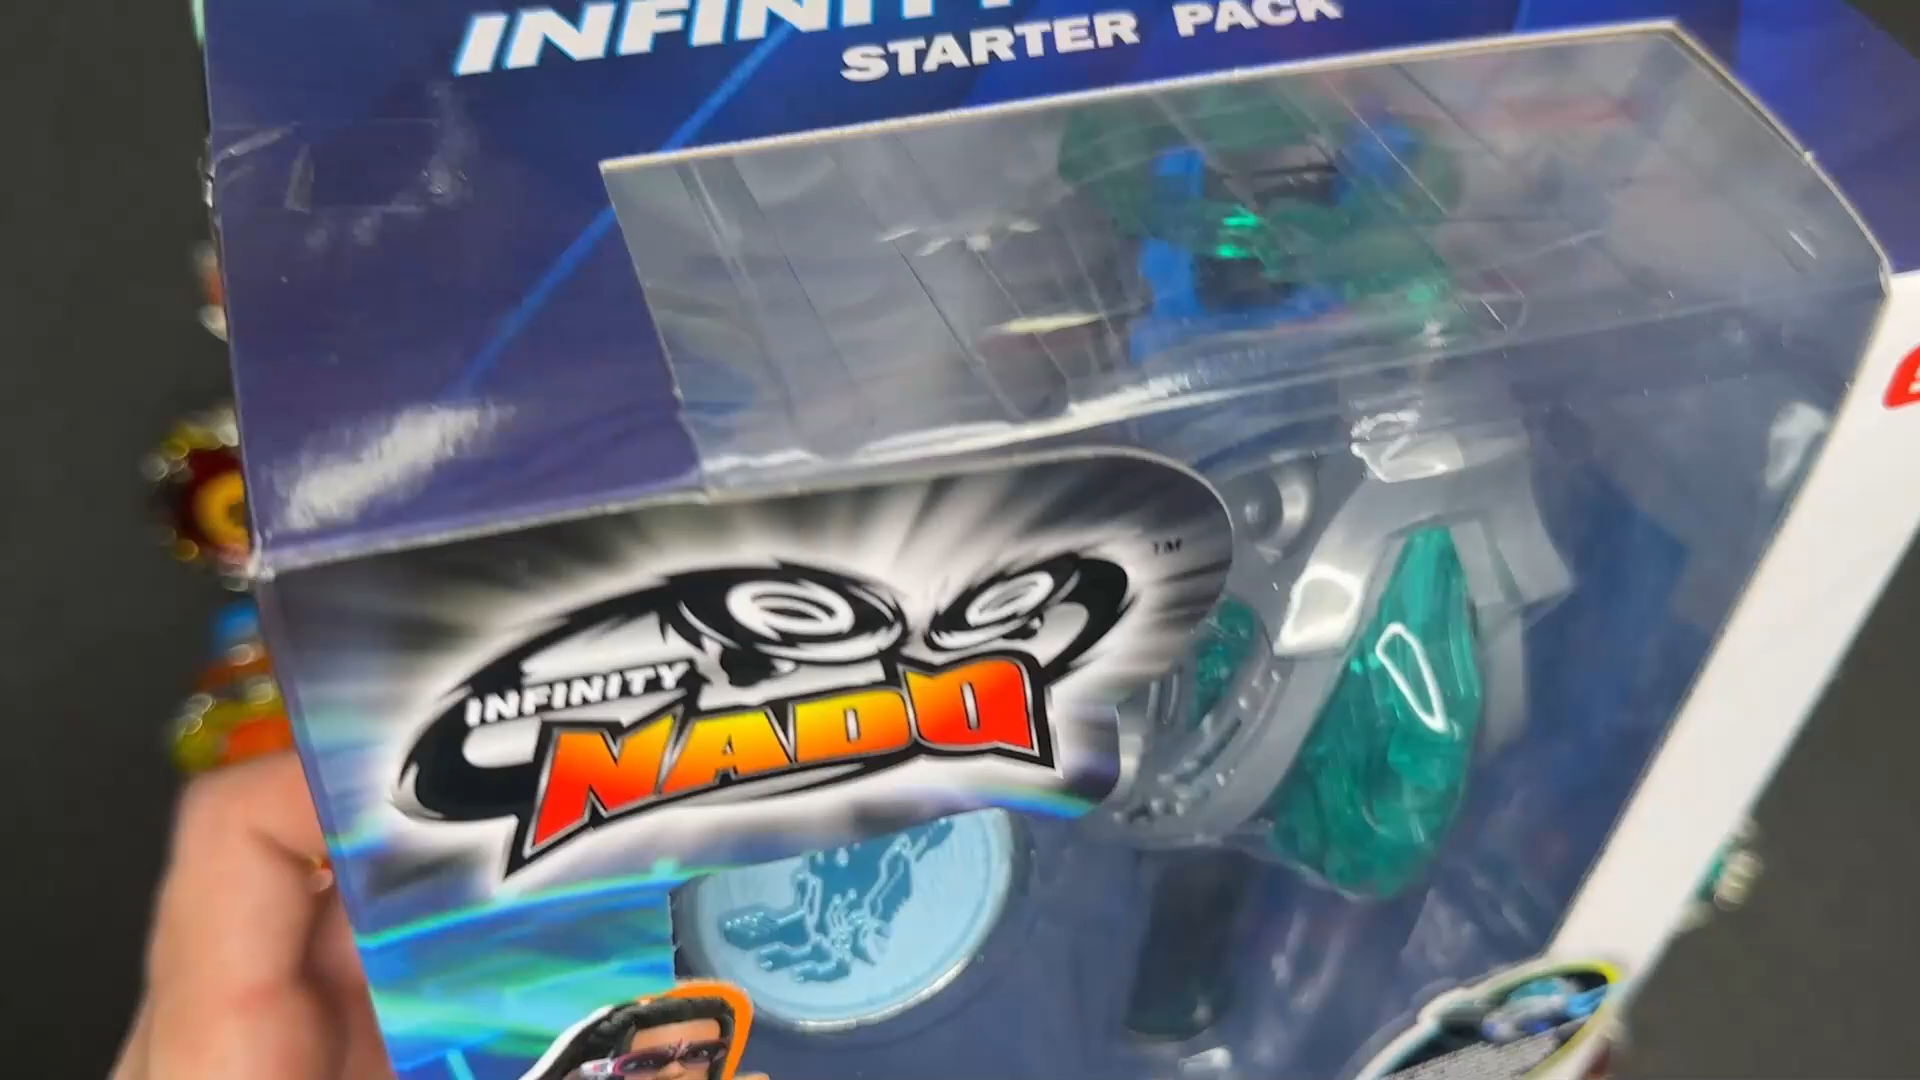 INFINITY
STARTER PACK
INFINITY
NADO
™